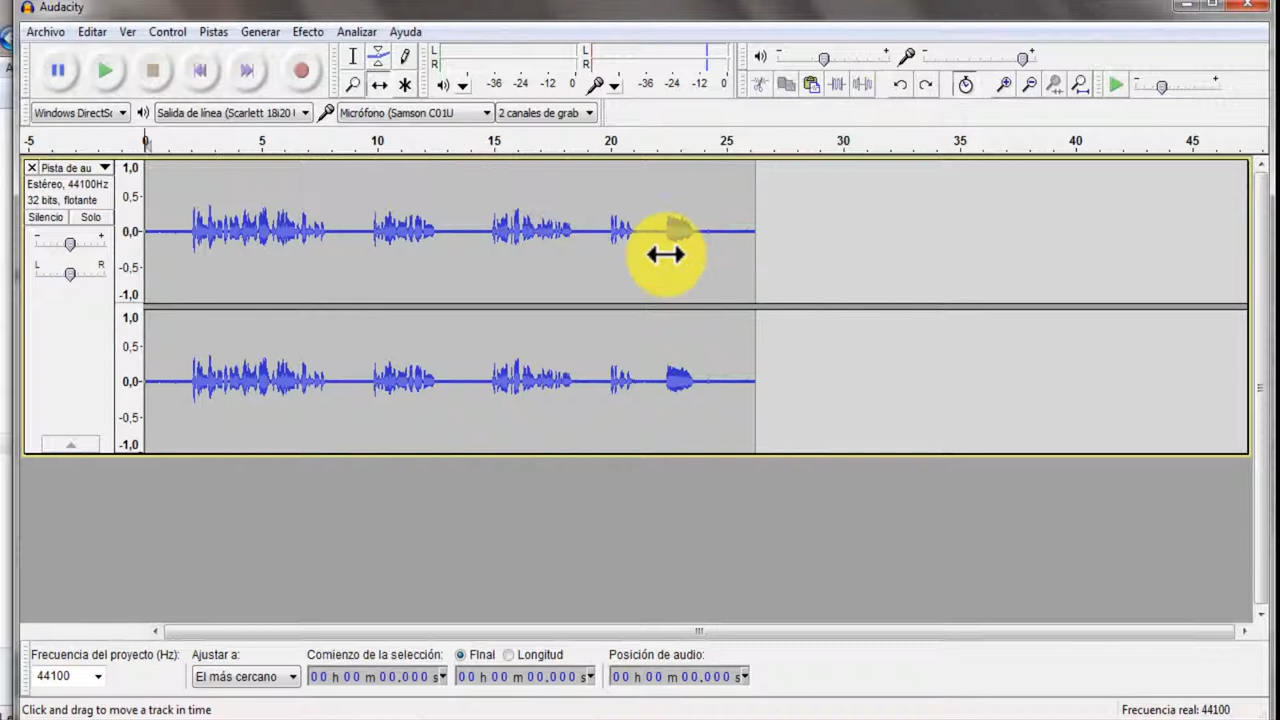 Audacity
Archivo Editar Ver Control Pistas Generar Efecto Analizar Ayuda
L R L R
-36 -24 -12 0 -36 -24 -12 0
Windows DirectSc Salida de línea (Scarlett 18i20 U Micrófono (Samson C01U 2 canales de grab
-5 0 5 10 15 20 25 30 35 40 45
Pista de au 1,0
Estéreo, 44100Hz 0,5
32 bits, flotante
Silencio Solo
- + 0,0
L R -0,5
-1,0
1,0
0,5
0,0
-0,5
-1,0
Frecuencia del proyecto (Hz): Ajustar a: Comienzo de la selección: FInal Longitud Posición de audio:
44100 El más cercano 00 h 00 m 00,000 s 00 h 00 m 00,000 s 00 h 00 m 00,000 s
Click and drag to move a track in time Frecuencia real: 44100